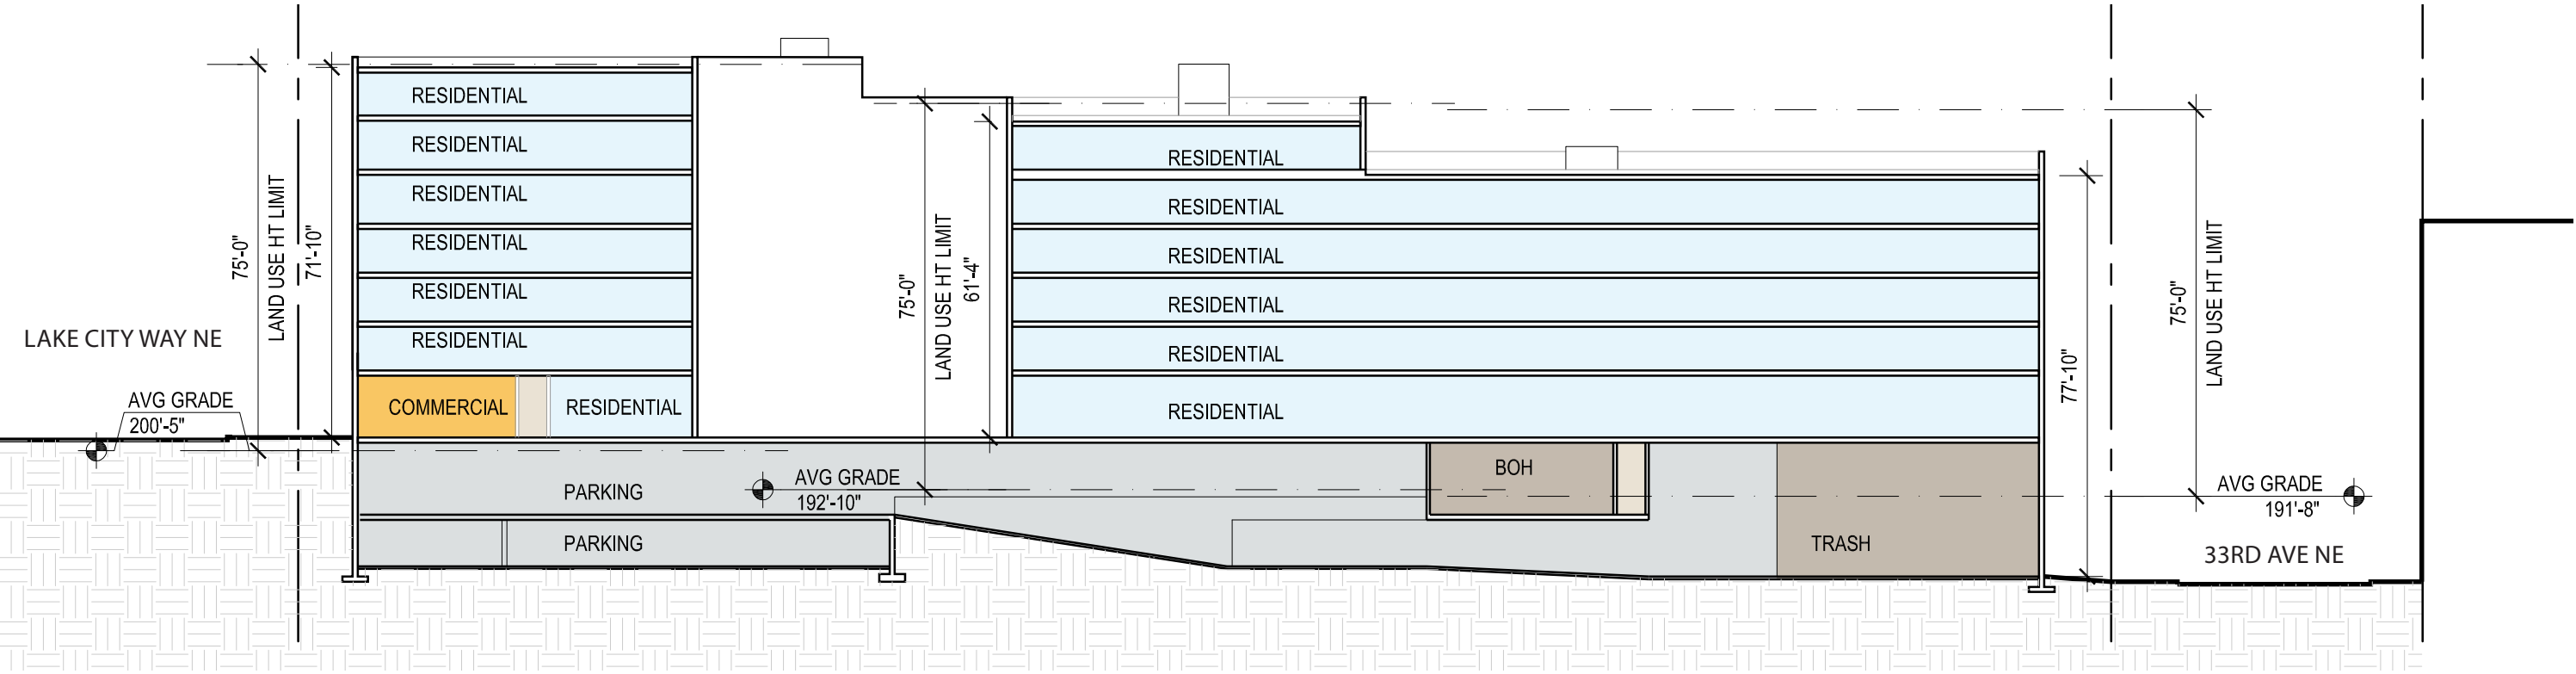 LAKE CITY WAY NE
AVG GRADE
200'-5"
75'-0"
LAND USE HT LIMIT
71'-10"
RESIDENTIAL
RESIDENTIAL
RESIDENTIAL
RESIDENTIAL
RESIDENTIAL
RESIDENTIAL
COMMERCIAL
RESIDENTIAL
PARKING
PARKING
AVG GRADE
192'-10"
75'-0"
LAND USE HT LIMIT
61'-4"
RESIDENTIAL
RESIDENTIAL
RESIDENTIAL
RESIDENTIAL
RESIDENTIAL
RESIDENTIAL
BOH
TRASH
77'-10"
75'-0"
LAND USE HT LIMIT
AVG GRADE
191'-8"
33RD AVE NE